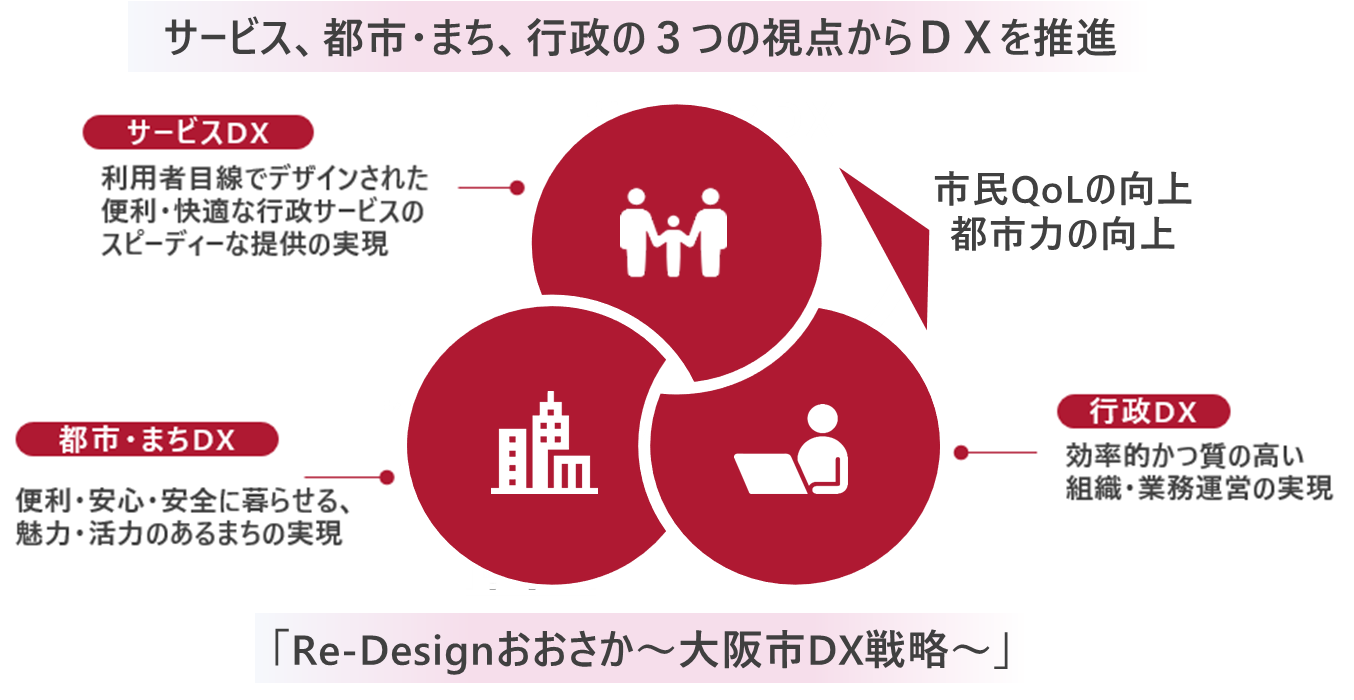 サービス、都市・まち、行政の３つの視点からＤＸを推進
サービスDX
利用者目線でデザインされた
便利・快適な行政サービスの
スピーディーな提供の実現
市民QoLの向上
都市力の向上
都市・まちDX
便利・安心・安全に暮らせる、
魅力・活力のあるまちの実現
行政DX
効率的かつ質の高い
組織・業務運営の実現
「Re-Designおおさか～大阪市DX戦略～」